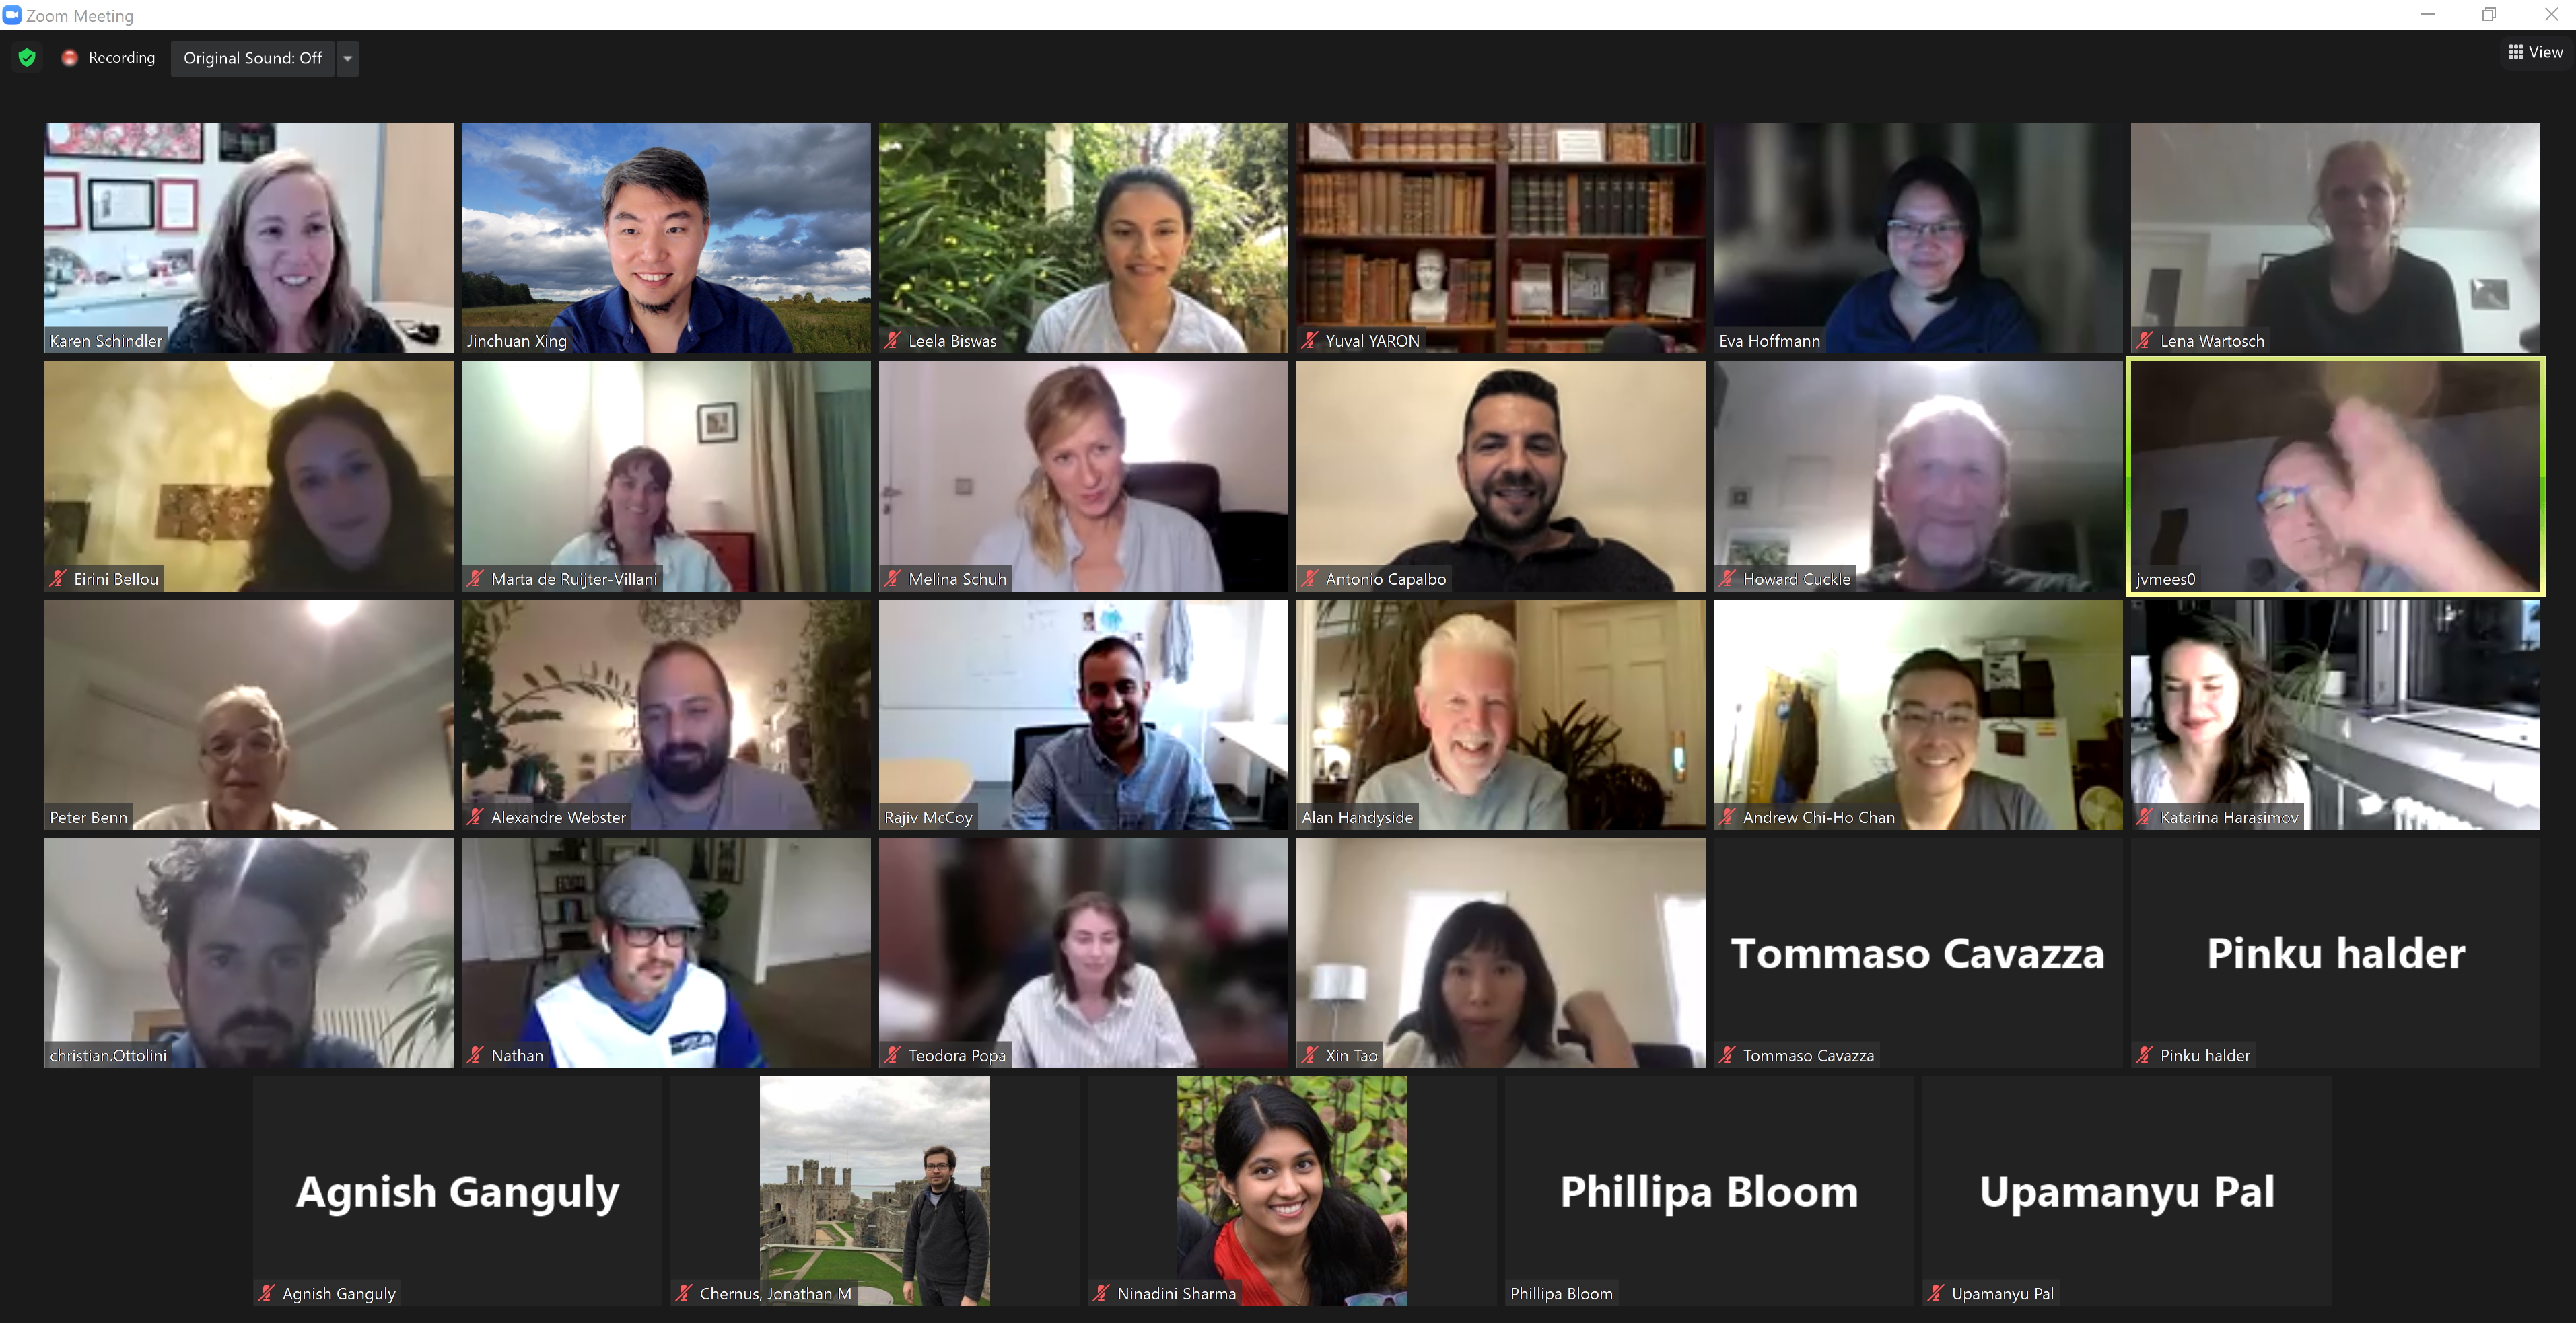 Zoom Meeting
Recording
Original Sound: Off
View
Karen Schindler
Jinchuan Xing
Leela Biswas
Yuval YARON
Eva Hoffmann
Lena Wartosch
Eirini Bellou
Marta de Ruijter-Villani
Melina Schuh
Antonio Capalbo
Howard Cuckle
jvmees0
Peter Benn
Alexandre Webster
Rajiv McCoy
Alan Handyside
Andrew Chi-Ho Chan
Katarina Harasimov
christian.Ottolini
Nathan
Teodora Popa
Xin Tao
Tommaso Cavazza
Tommaso Cavazza
Pinku halder
Pinku halder
Agnish Ganguly
Agnish Ganguly
Chernus, Jonathan M
Ninadini Sharma
Phillipa Bloom
Phillipa Bloom
Upamanyu Pal
Upamanyu Pal